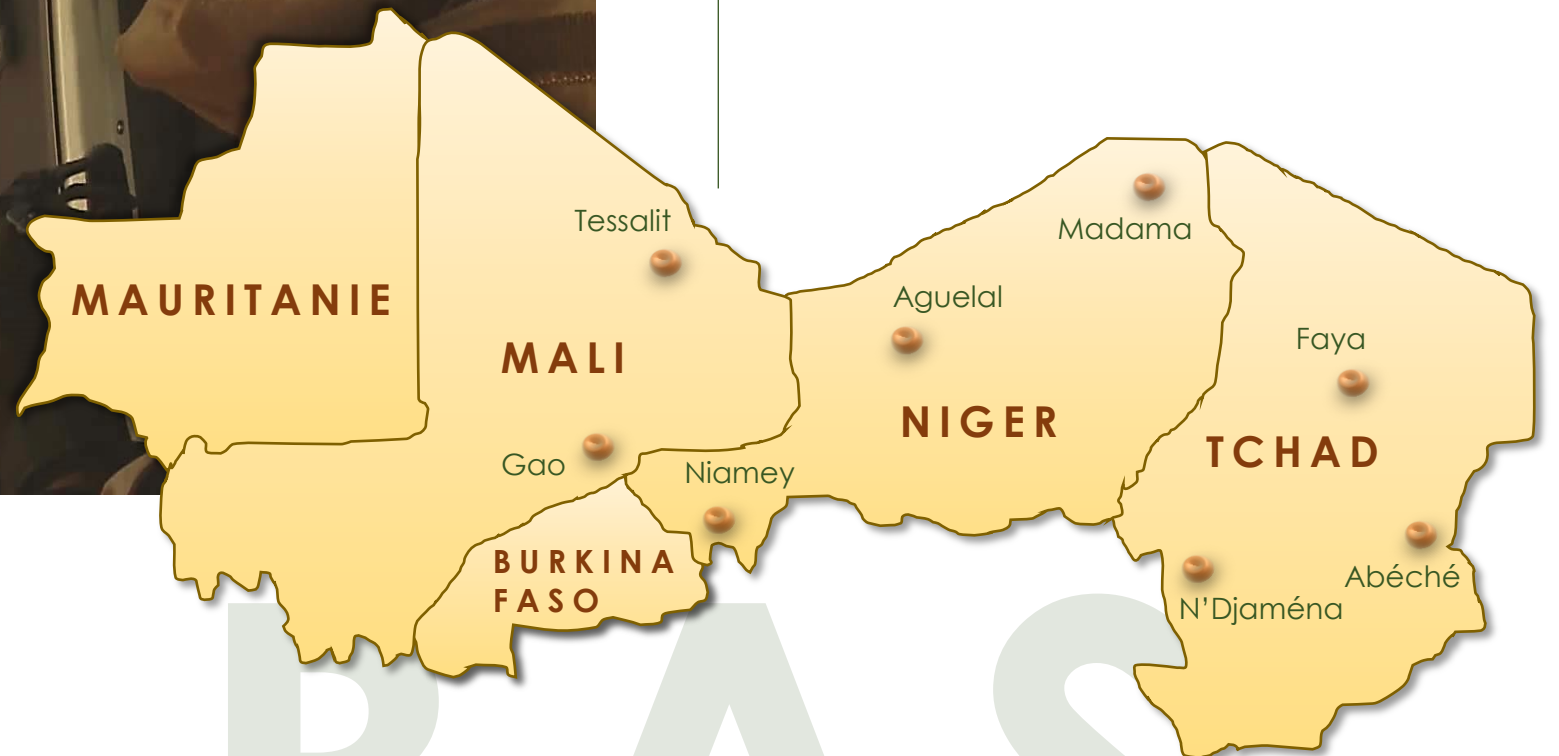 Tessalit
Madama
Aguelal
MAURITANIE
MALI
Faya
NIGER
TCHAD
Gao
Niamey
BURKINA
FASO
Abéché
N'Djaména